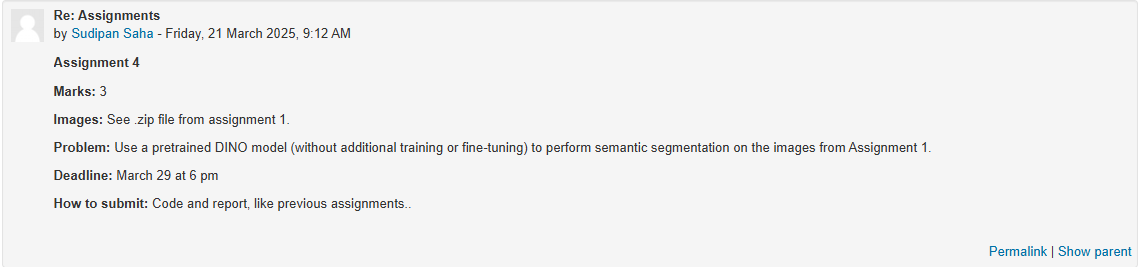 Re: Assignments
by Sudipan Saha - Friday, 21 March 2025, 9:12 AM
Assignment 4
Marks: 3
Images: See .zip file from assignment 1.
Problem: Use a pretrained DINO model (without additional training or fine-tuning) to perform semantic segmentation on the images from Assignment 1.
Deadline: March 29 at 6 pm
How to submit: Code and report, like previous assignments..
Permalink | Show parent